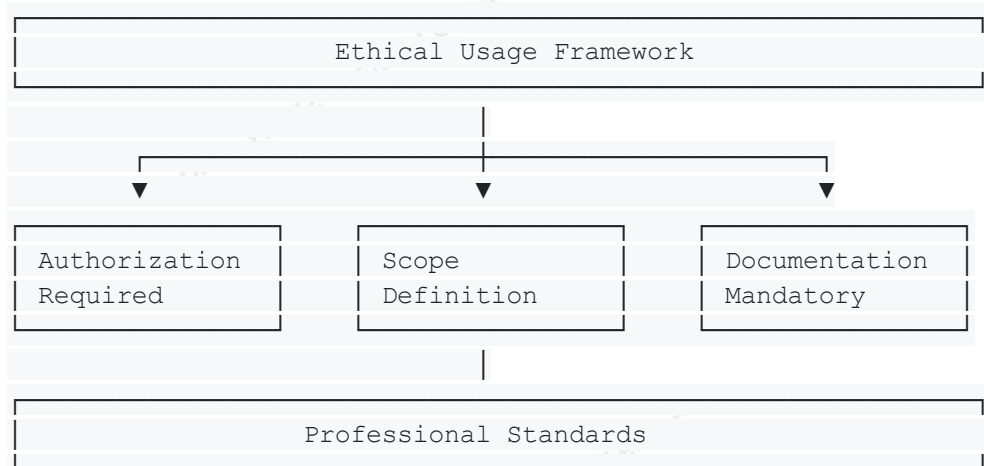 Ethical Usage Framework
Authorization Scope Documentation
Required Definition Mandatory
Professional Standards